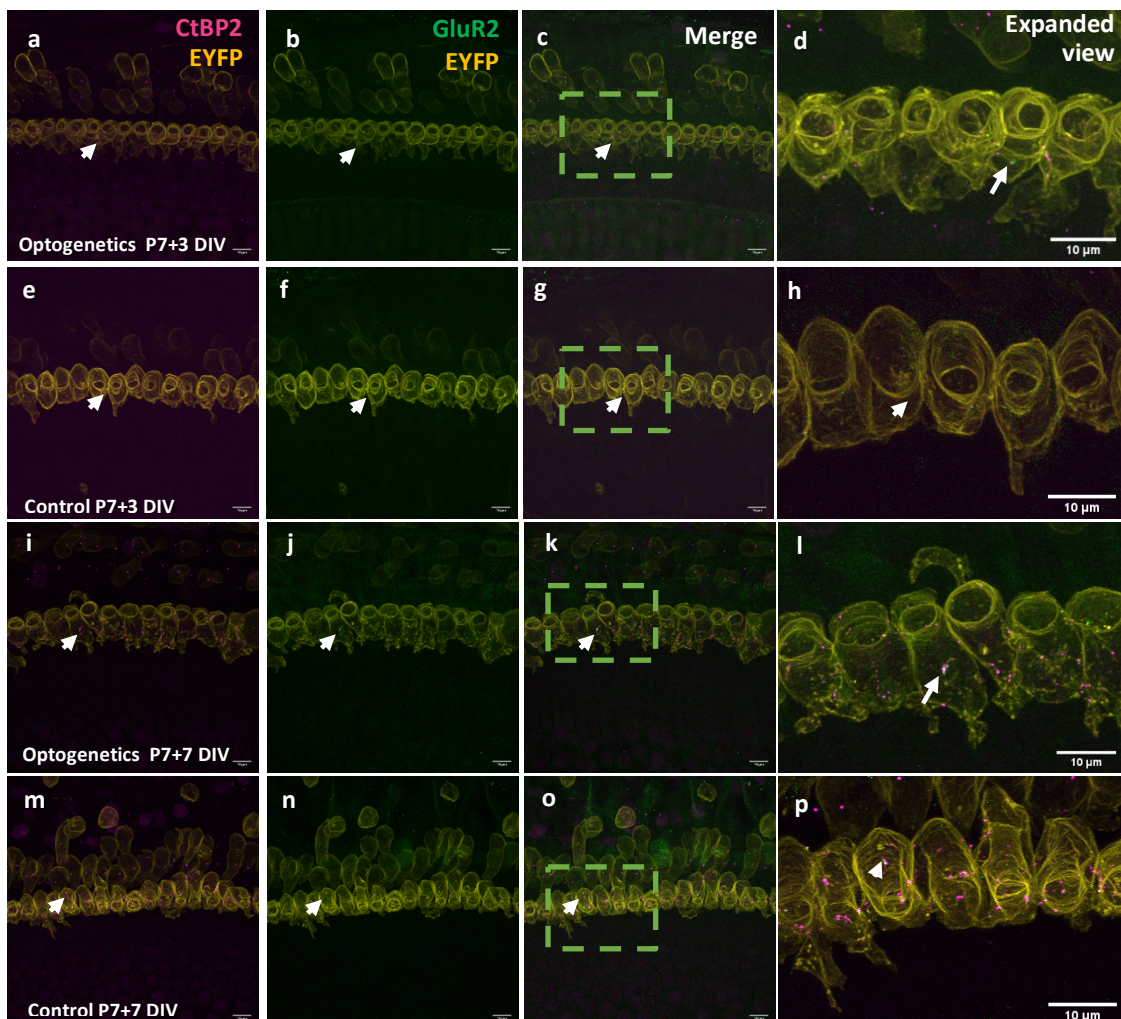 a
CtBP2
EYFP
b
GluR2
EYFP
c
Merge
d
Expanded
view
Optogenetics P7+3 DIV
10 µm
e
f
g
h
Control P7+3 DIV
10 µm
i
j
k
l
Optogenetics P7+7 DIV
10 µm
m
n
o
p
Control P7+7 DIV
10 µm